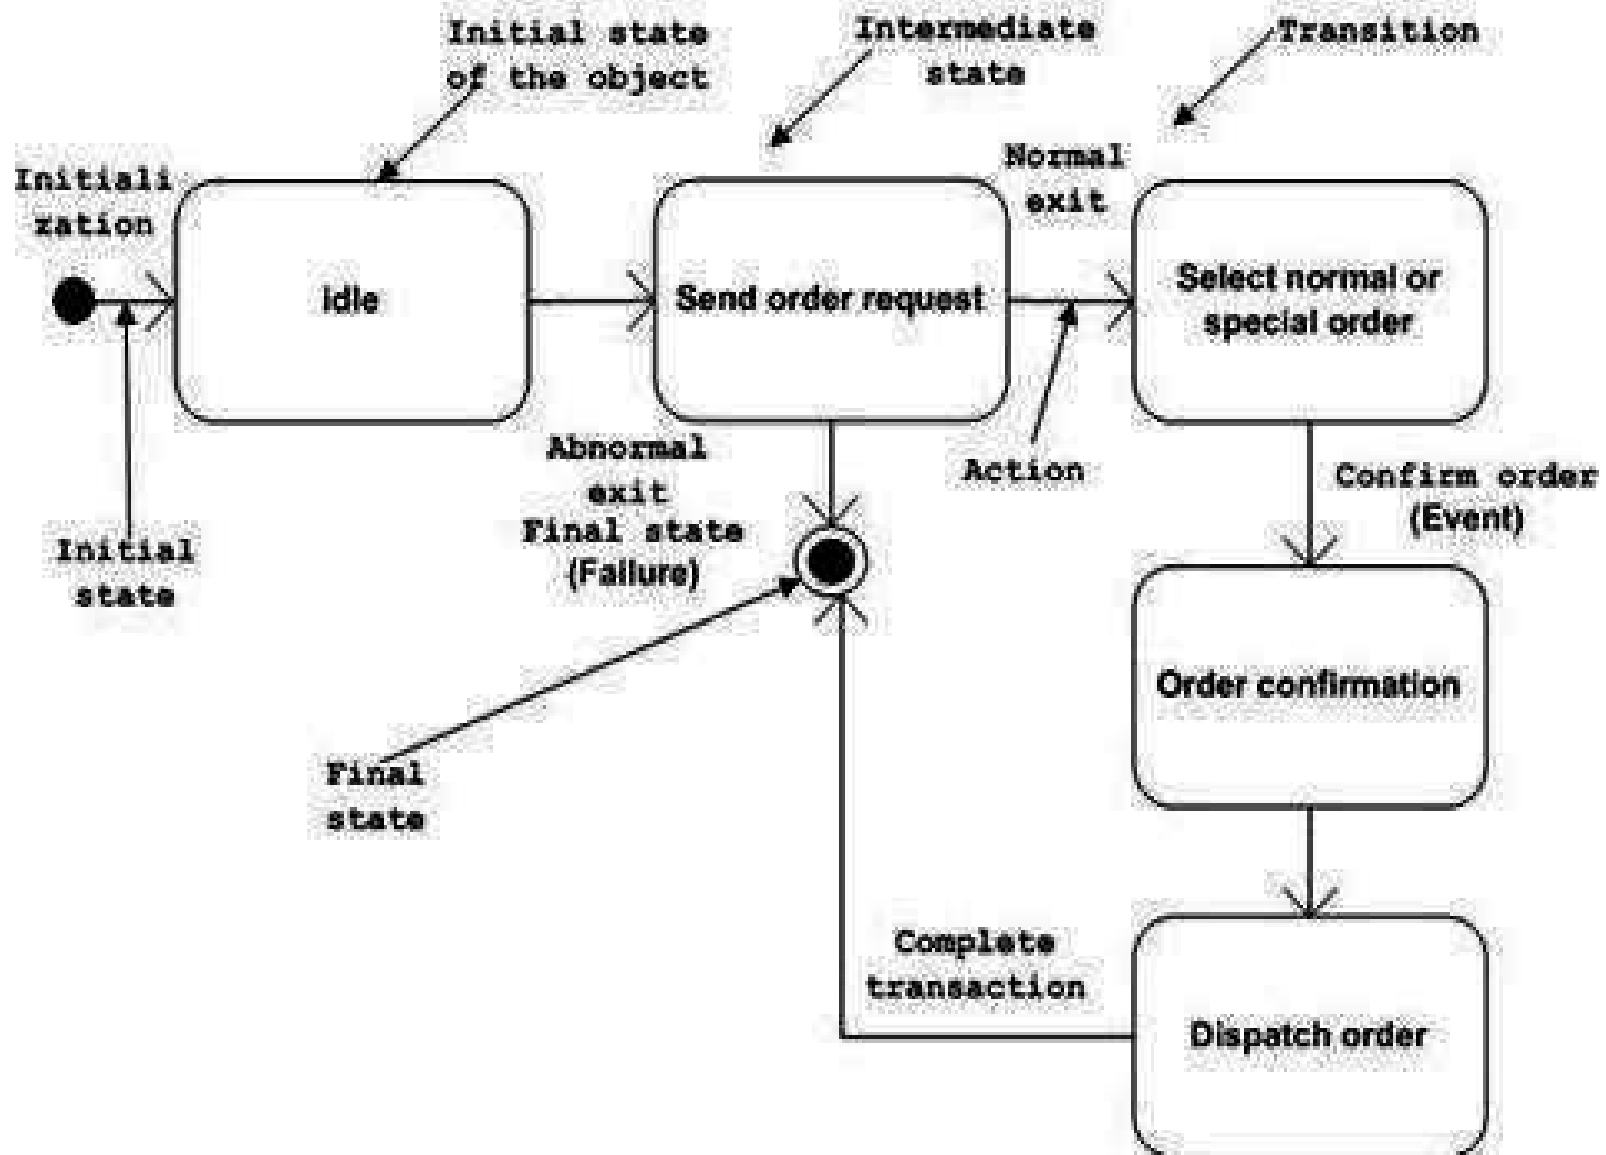 Initial state
of the object
Intermediate
state
Transition
Initiali
zation
Normal
exit
idle
Send order request
Select normal or
special order
Abnormal
exit
Final state
(Failure)
Action
Confirm order
(Event)
Initial
state
Order confirmation
Final
state
Complete
transaction
Dispatch order